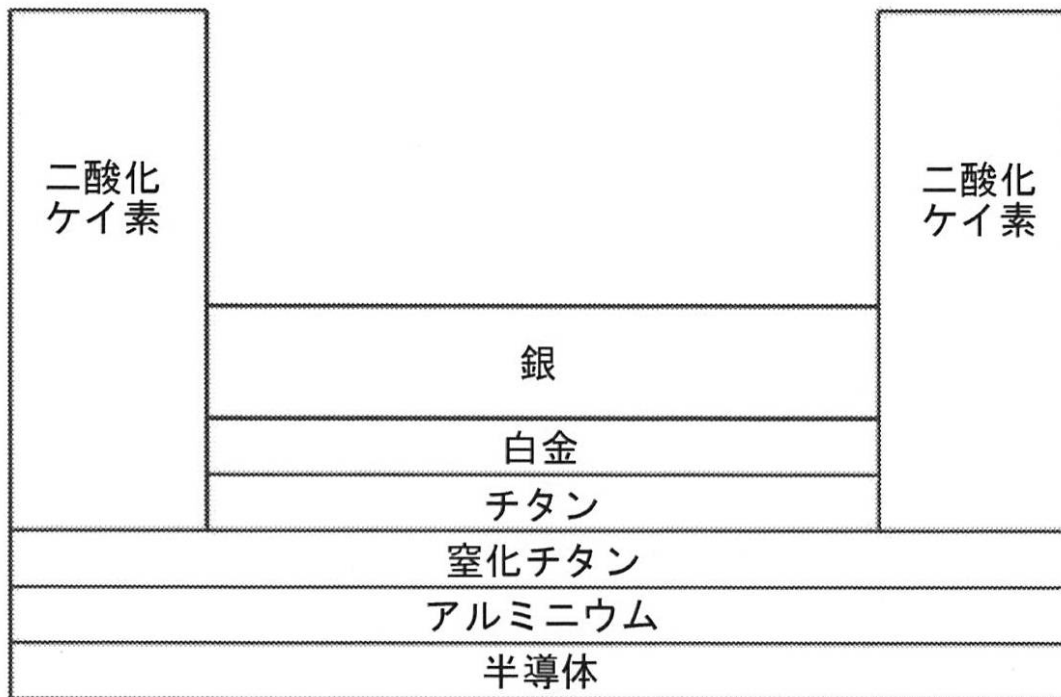 二酸化
ケイ素
二酸化
ケイ素
銀
白金
チタン
窒化チタン
アルミニウム
半導体